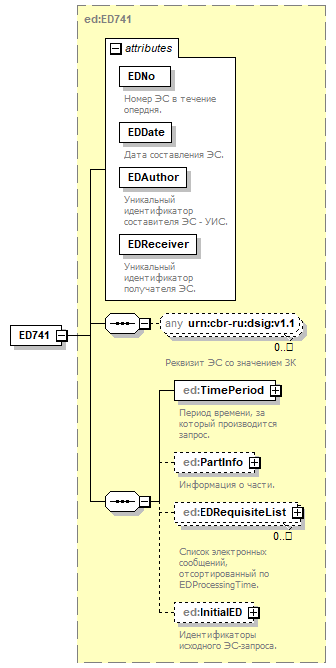 ed:ED741
attributes
EDNo
Номер ЭС в течение
опердня.
EDDate
Дата составления ЭС.
EDAuthor
Уникальный
идентификатор
составителя ЭС - УИС.
EDReceiver
Уникальный
идентификатор
получателя ЭС.
ED741
any urn:cbr-ru:dsig:v1.1
0..□
Реквизит ЭС со значением ЗК
ed:TimePeriod
Период времени, за
который производится
запрос.
ed:PartInfo
Информация о части.
ed:EDRequisiteList
0..□
Список электронных
сообщений,
отсортированный по
EDProcessingTime.
ed:InitialED
Идентификаторы
исходного ЭС-запроса.